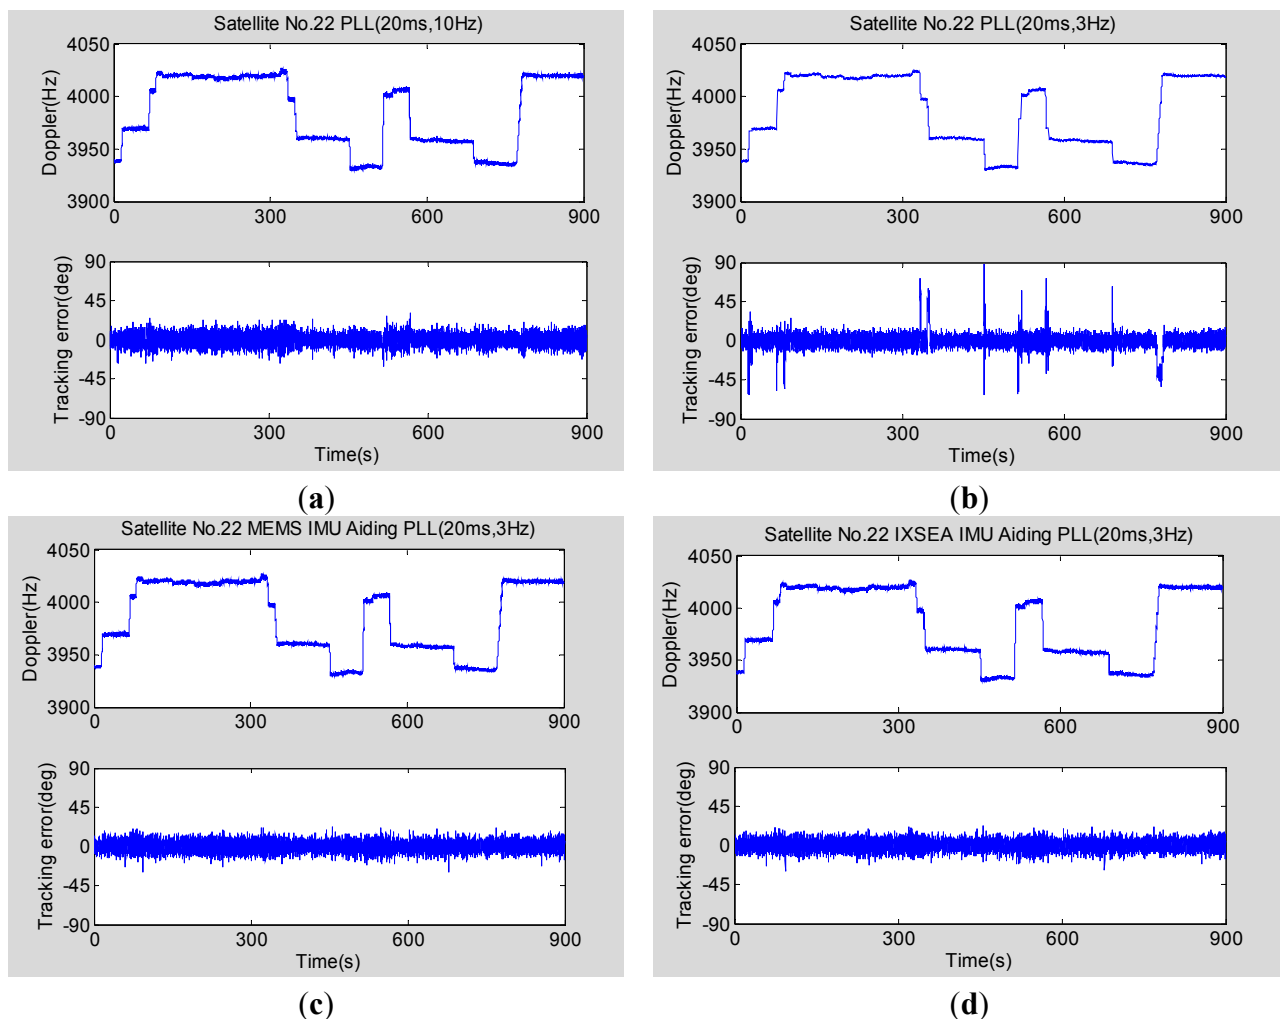 Satellite No.22 PLL(20ms,10Hz)
4050
4000
3950
3900
Doppler(Hz)
0 300 600 900
90
45
0
-45
-90
Tracking error(deg)
0 300 600 900
Time(s)
(a)
Satellite No.22 PLL(20ms,3Hz)
4050
4000
3950
3900
Doppler(Hz)
0 300 600 900
90
45
0
-45
-90
Tracking error(deg)
0 300 600 900
Time(s)
(b)
Satellite No.22 MEMS IMU Aiding PLL(20ms,3Hz)
4050
4000
3950
3900
Doppler(Hz)
0 300 600 900
90
45
0
-45
-90
Tracking error(deg)
0 300 600 900
Time(s)
(c)
Satellite No.22 IXSEA IMU Aiding PLL(20ms,3Hz)
4050
4000
3950
3900
Doppler(Hz)
0 300 600 900
90
45
0
-45
-90
Tracking error(deg)
0 300 600 900
Time(s)
(d)